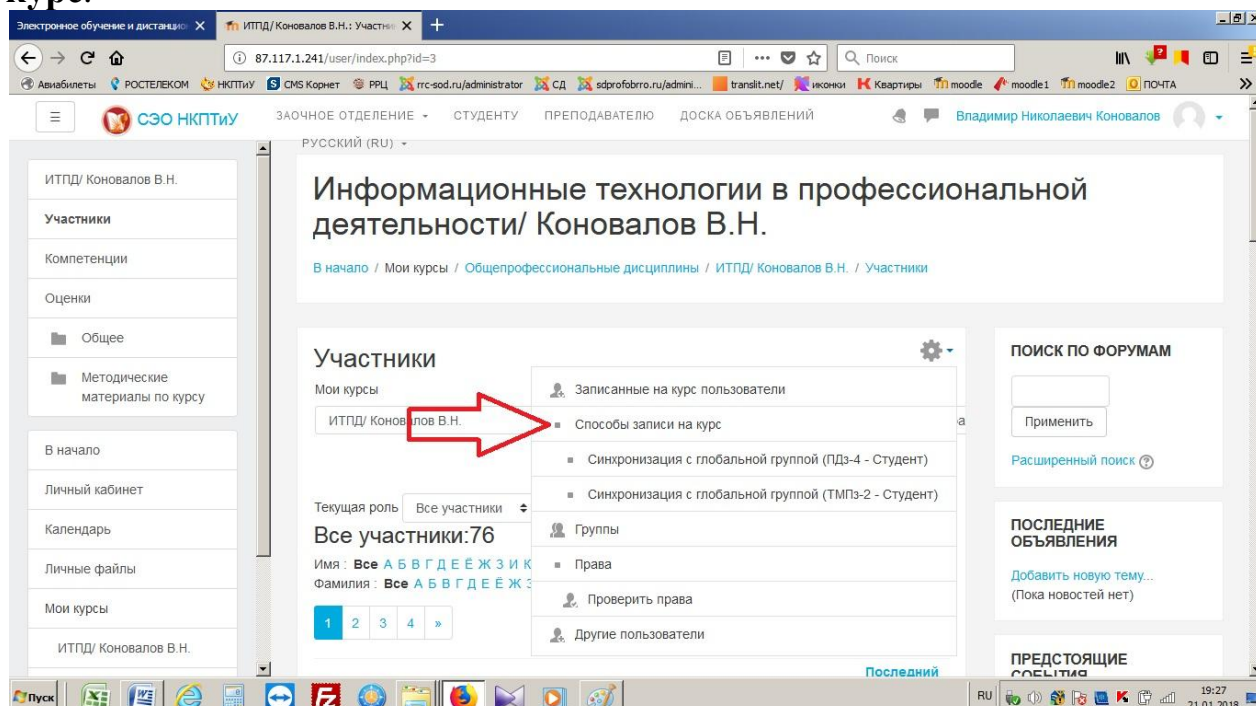 курс.
Электронное обучение и дистанцио
ИТПД/ Коновалов В.Н.: Участни
87.117.1.241/user/index.php?id=3
Поиск
Авиабилеты РОСТЕЛЕКОМ НКПТиУ CMS Корнет РРЦ rrc-sod.ru/administrator СД sdprofobrro.ru/admini... translit.net/ иконки Квартиры moodle moodle1 moodle2 ПОЧТА
СЭО НКПТиУ
ЗАОЧНОЕ ОТДЕЛЕНИЕ СТУДЕНТУ ПРЕПОДАВАТЕЛЮ ДОСКА ОБЪЯВЛЕНИЙ
Владимир Николаевич Коновалов
РУССКИЙ (RU)
ИТПД/ Коновалов В.Н.
Участники
Компетенции
Оценки
Общее
Методические
материалы по курсу
В начало
Личный кабинет
Календарь
Личные файлы
Мои курсы
ИТПД/ Коновалов В.Н.
Информационные технологии в профессиональной
деятельности/ Коновалов В.Н.
В начало / Мои курсы / Общепрофессиональные дисциплины / ИТПД/ Коновалов В.Н. / Участники
Участники
Мои курсы
ИТПД/ Коновалов В.Н.
Текущая роль Все участники
Все участники:76
Имя : Все А Б В Г Д Е Ё Ж З И К
Фамилия : Все А Б В Г Д Е Ё Ж З
1 2 3 4 »
Последний
Записанные на курс пользователи
Способы записи на курс
Синхронизация с глобальной группой (ПДз-4 - Студент)
Синхронизация с глобальной группой (ТМПз-2 - Студент)
Группы
Права
Проверить права
Другие пользователи
ПОИСК ПО ФОРУМАМ
Применить
Расширенный поиск
ПОСЛЕДНИЕ
ОБЪЯВЛЕНИЯ
Добавить новую тему...
(Пока новостей нет)
ПРЕДСТОЯЩИЕ
СОБЫТИЯ
Пуск
RU
19:27
21.01.2018